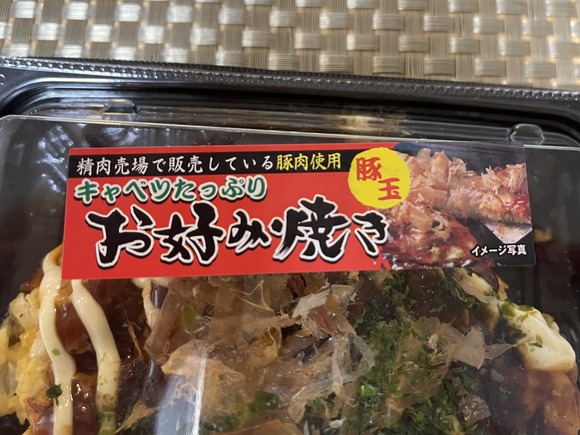 精肉売場で販売している豚肉使用
キャベツたっぷり
豚玉
お好み焼き
イメージ写真